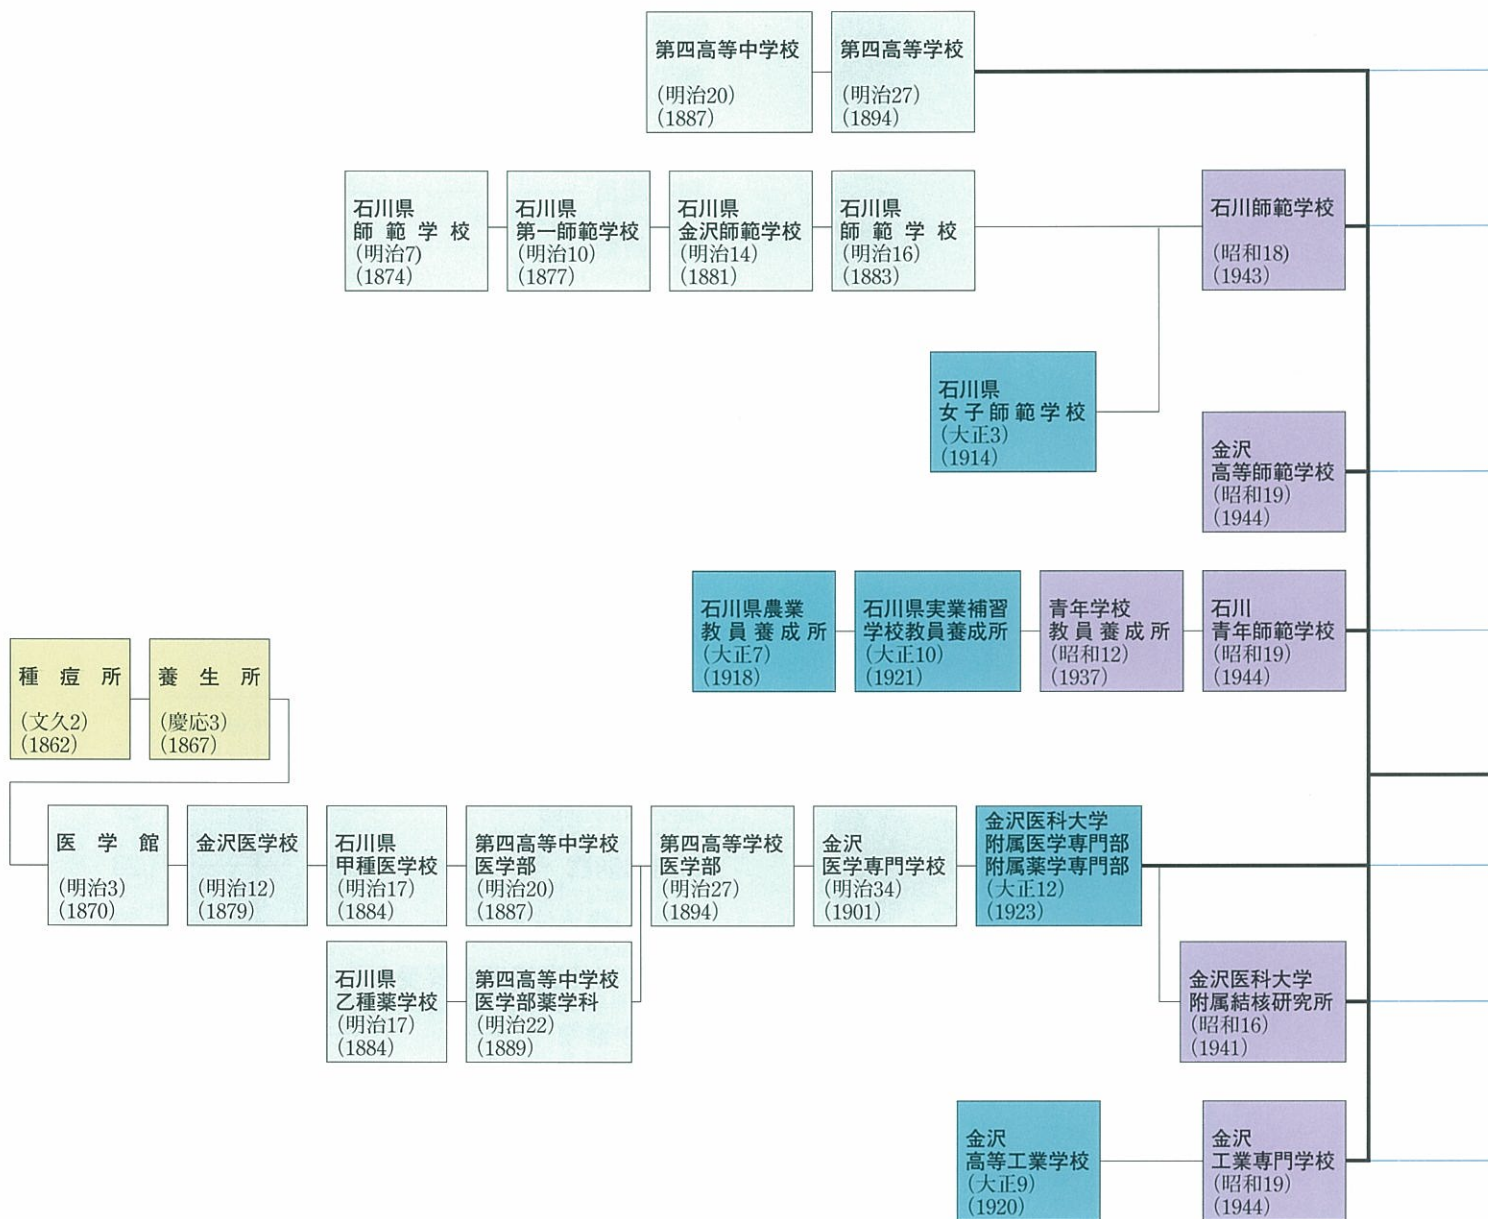 第四高等中学校
(明治20)
(1887)
第四高等学校
(明治27)
(1894)
石川県
師範学校
(明治7)
(1874)
石川県
第一師範学校
(明治10)
(1877)
石川県
金沢師範学校
(明治14)
(1881)
石川県
師範学校
(明治16)
(1883)
石川師範学校
(昭和18)
(1943)
石川県
女子師範学校
(大正3)
(1914)
金沢
高等師範学校
(昭和19)
(1944)
石川県農業
教員養成所
(大正7)
(1918)
石川県実業補習
学校教員養成所
(大正10)
(1921)
青年学校
教員養成所
(昭和12)
(1937)
石川
青年師範学校
(昭和19)
(1944)
種痘所
(文久2)
(1862)
養生所
(慶応3)
(1867)
医学館
(明治3)
(1870)
金沢医学校
(明治12)
(1879)
石川県
甲種医学校
(明治17)
(1884)
第四高等中学校
医学部
(明治20)
(1887)
第四高等学校
医学部
(明治27)
(1894)
金沢
医学専門学校
(明治34)
(1901)
金沢医科大学
附属医学専門部
附属薬学専門部
(大正12)
(1923)
石川県
乙種薬学校
(明治17)
(1884)
第四高等中学校
医学部薬学科
(明治22)
(1889)
金沢医科大学
附属結核研究所
(昭和16)
(1941)
金沢
高等工業学校
(大正9)
(1920)
金沢
工業専門学校
(昭和19)
(1944)